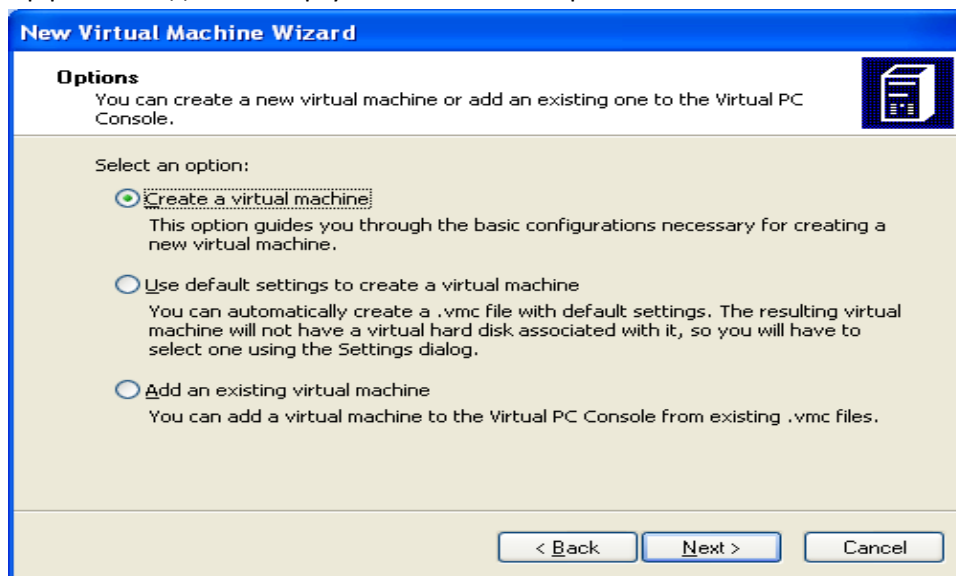 New Virtual Machine Wizard
Options
You can create a new virtual machine or add an existing one to the Virtual PC
Console.
Select an option:
Create a virtual machine
This option guides you through the basic configurations necessary for creating a
new virtual machine.
Use default settings to create a virtual machine
You can automatically create a .vmc file with default settings. The resulting virtual
machine will not have a virtual hard disk associated with it, so you will have to
select one using the Settings dialog.
Add an existing virtual machine
You can add a virtual machine to the Virtual PC Console from existing .vmc files.
< Back Next > Cancel